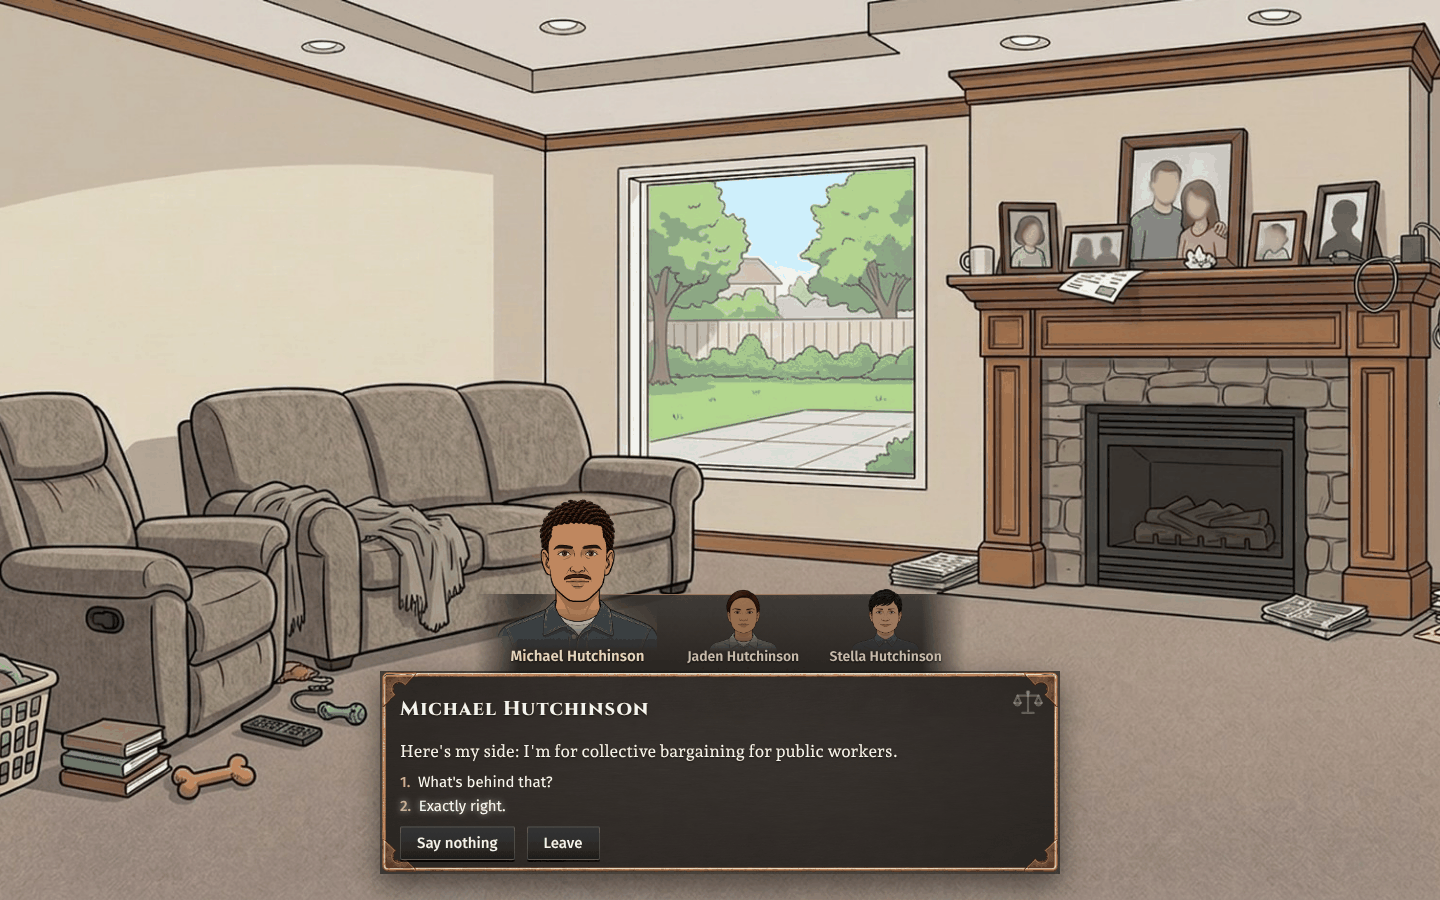 Michael Hutchinson
Jaden Hutchinson
Stella Hutchinson
Michael Hutchinson
Here's my side: I'm for collective bargaining for public workers.
1. What's behind that?
2. Exactly right.
Say nothing
Leave